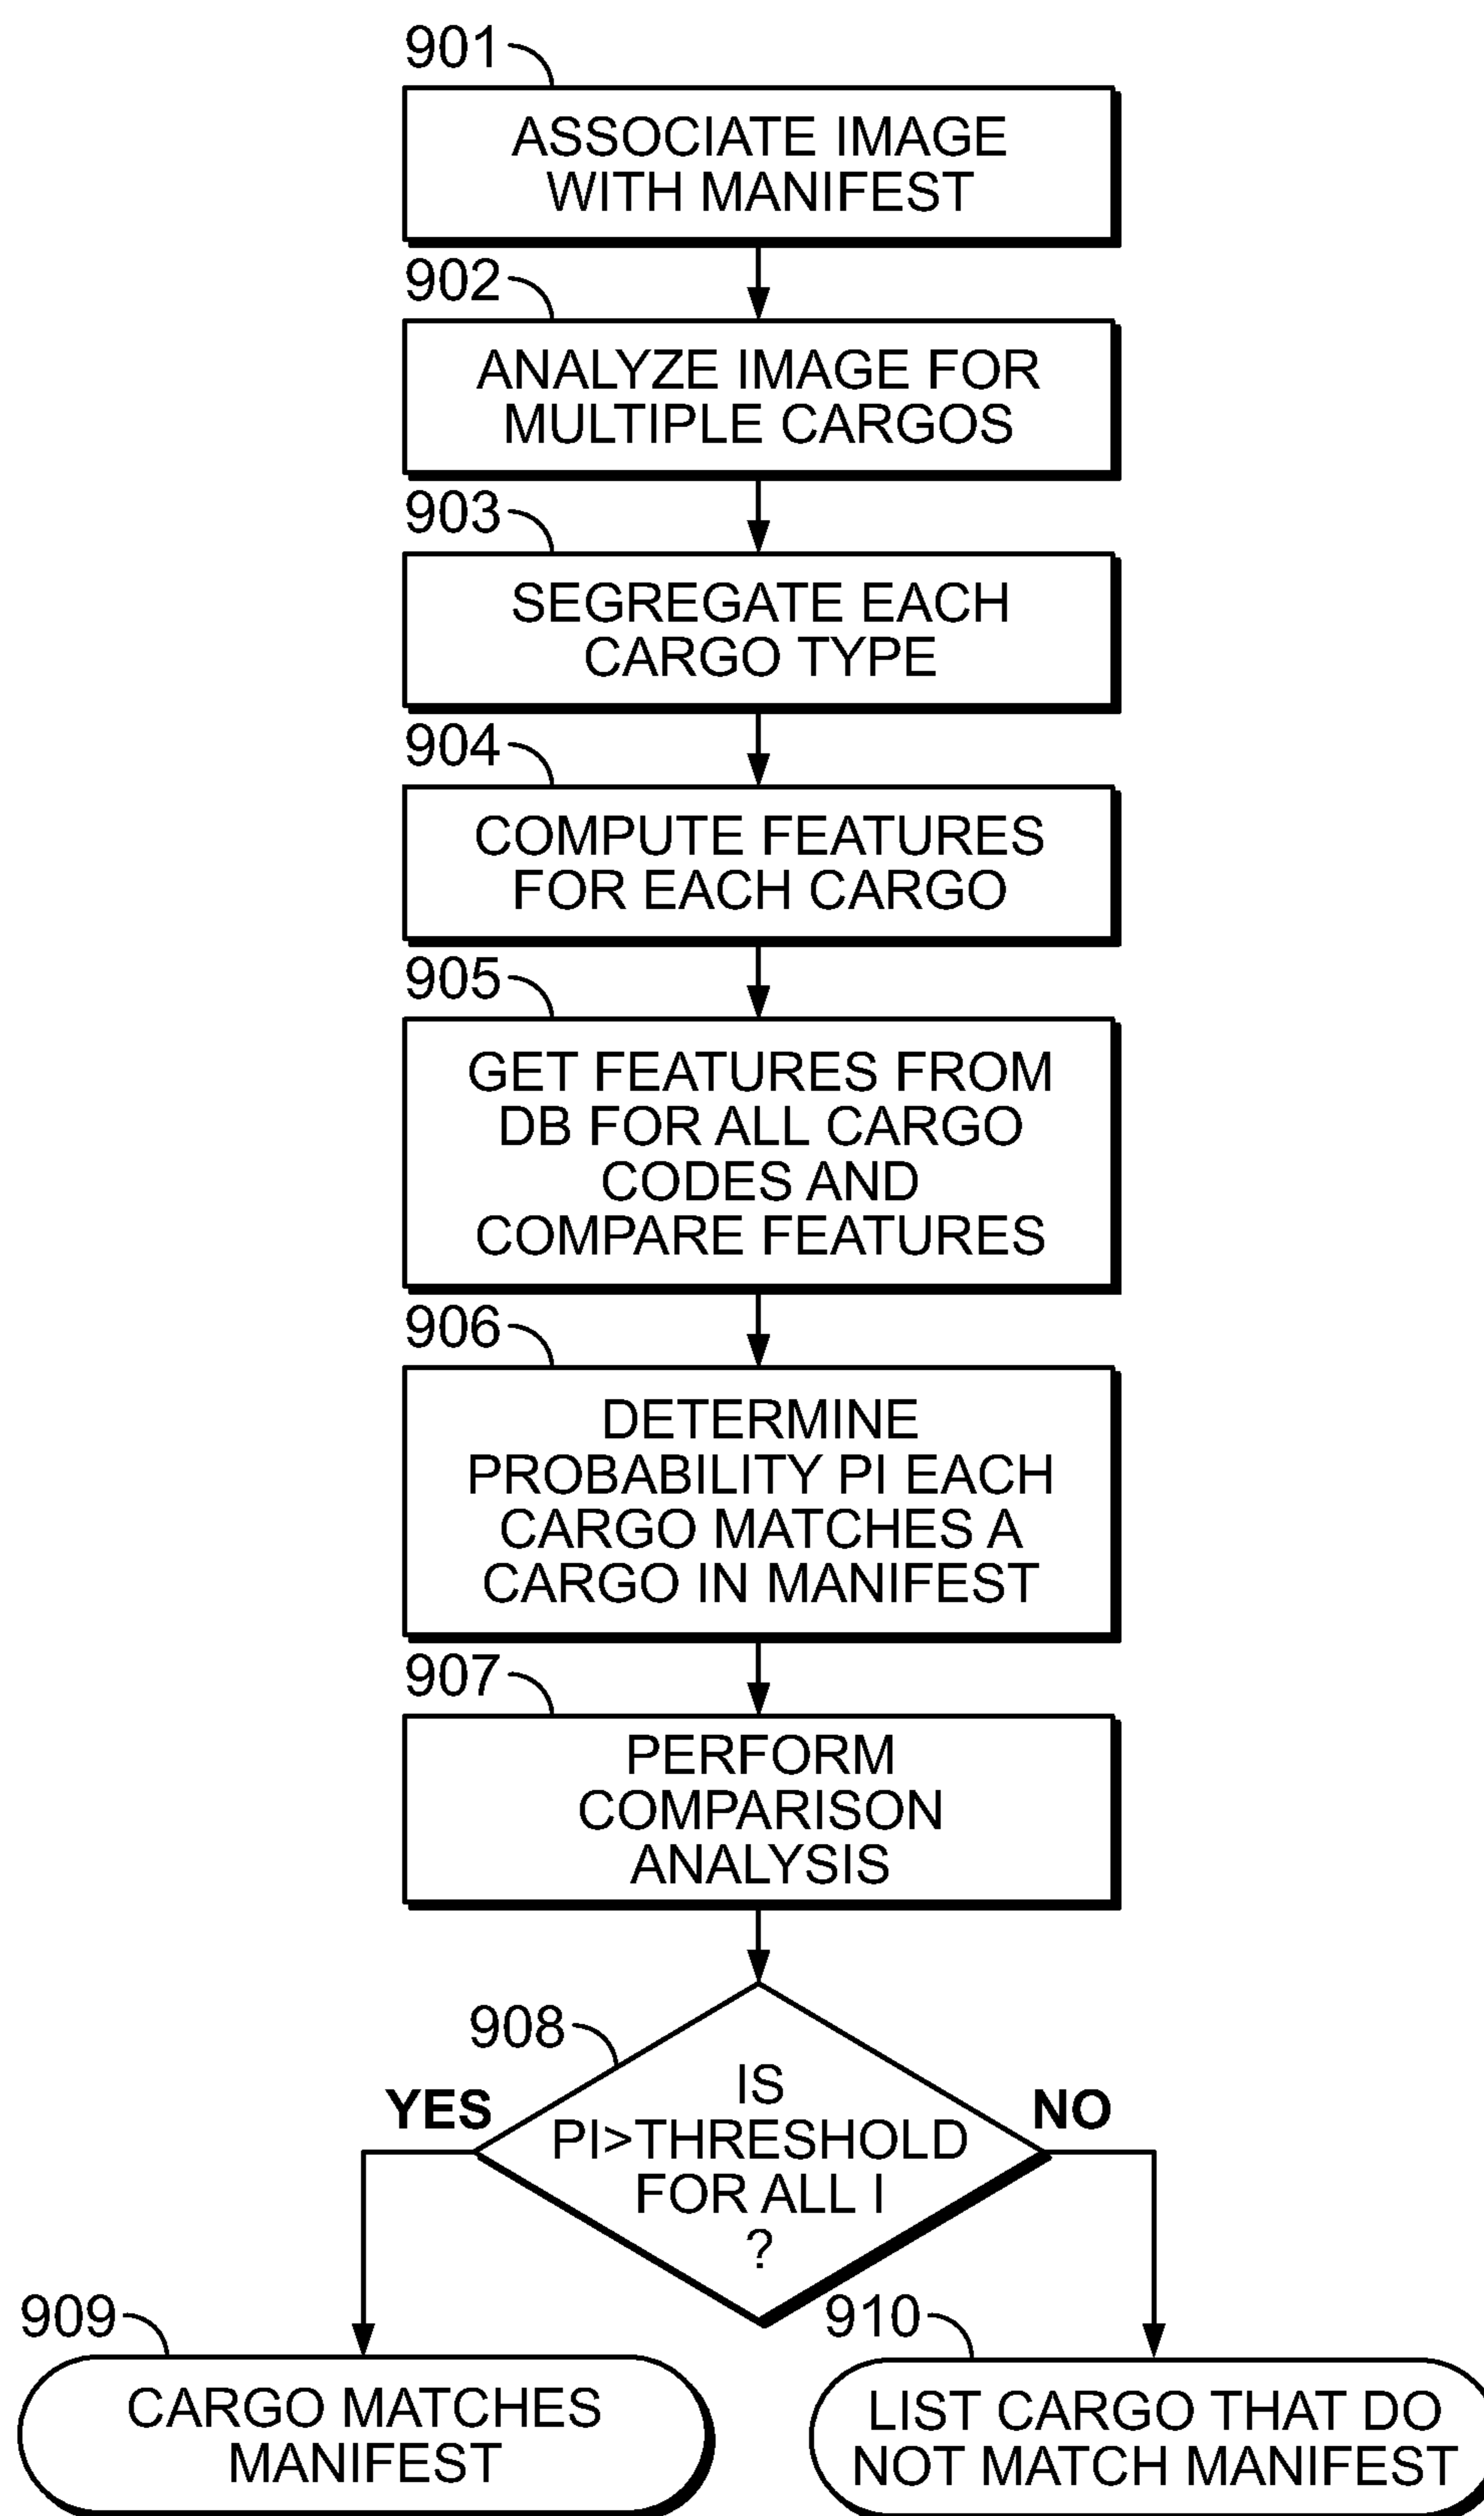 901
ASSOCIATE IMAGE
WITH MANIFEST
902
ANALYZE IMAGE FOR
MULTIPLE CARGOS
903
SEGREGATE EACH
CARGO TYPE
904
COMPUTE FEATURES
FOR EACH CARGO
905
GET FEATURES FROM
DB FOR ALL CARGO
CODES AND
COMPARE FEATURES
906
DETERMINE
PROBABILITY PI EACH
CARGO MATCHES A
CARGO IN MANIFEST
907
PERFORM
COMPARISON
ANALYSIS
908
IS
PI>THRESHOLD
FOR ALL I
?
YES
NO
909
CARGO MATCHES
MANIFEST
910
LIST CARGO THAT DO
NOT MATCH MANIFEST